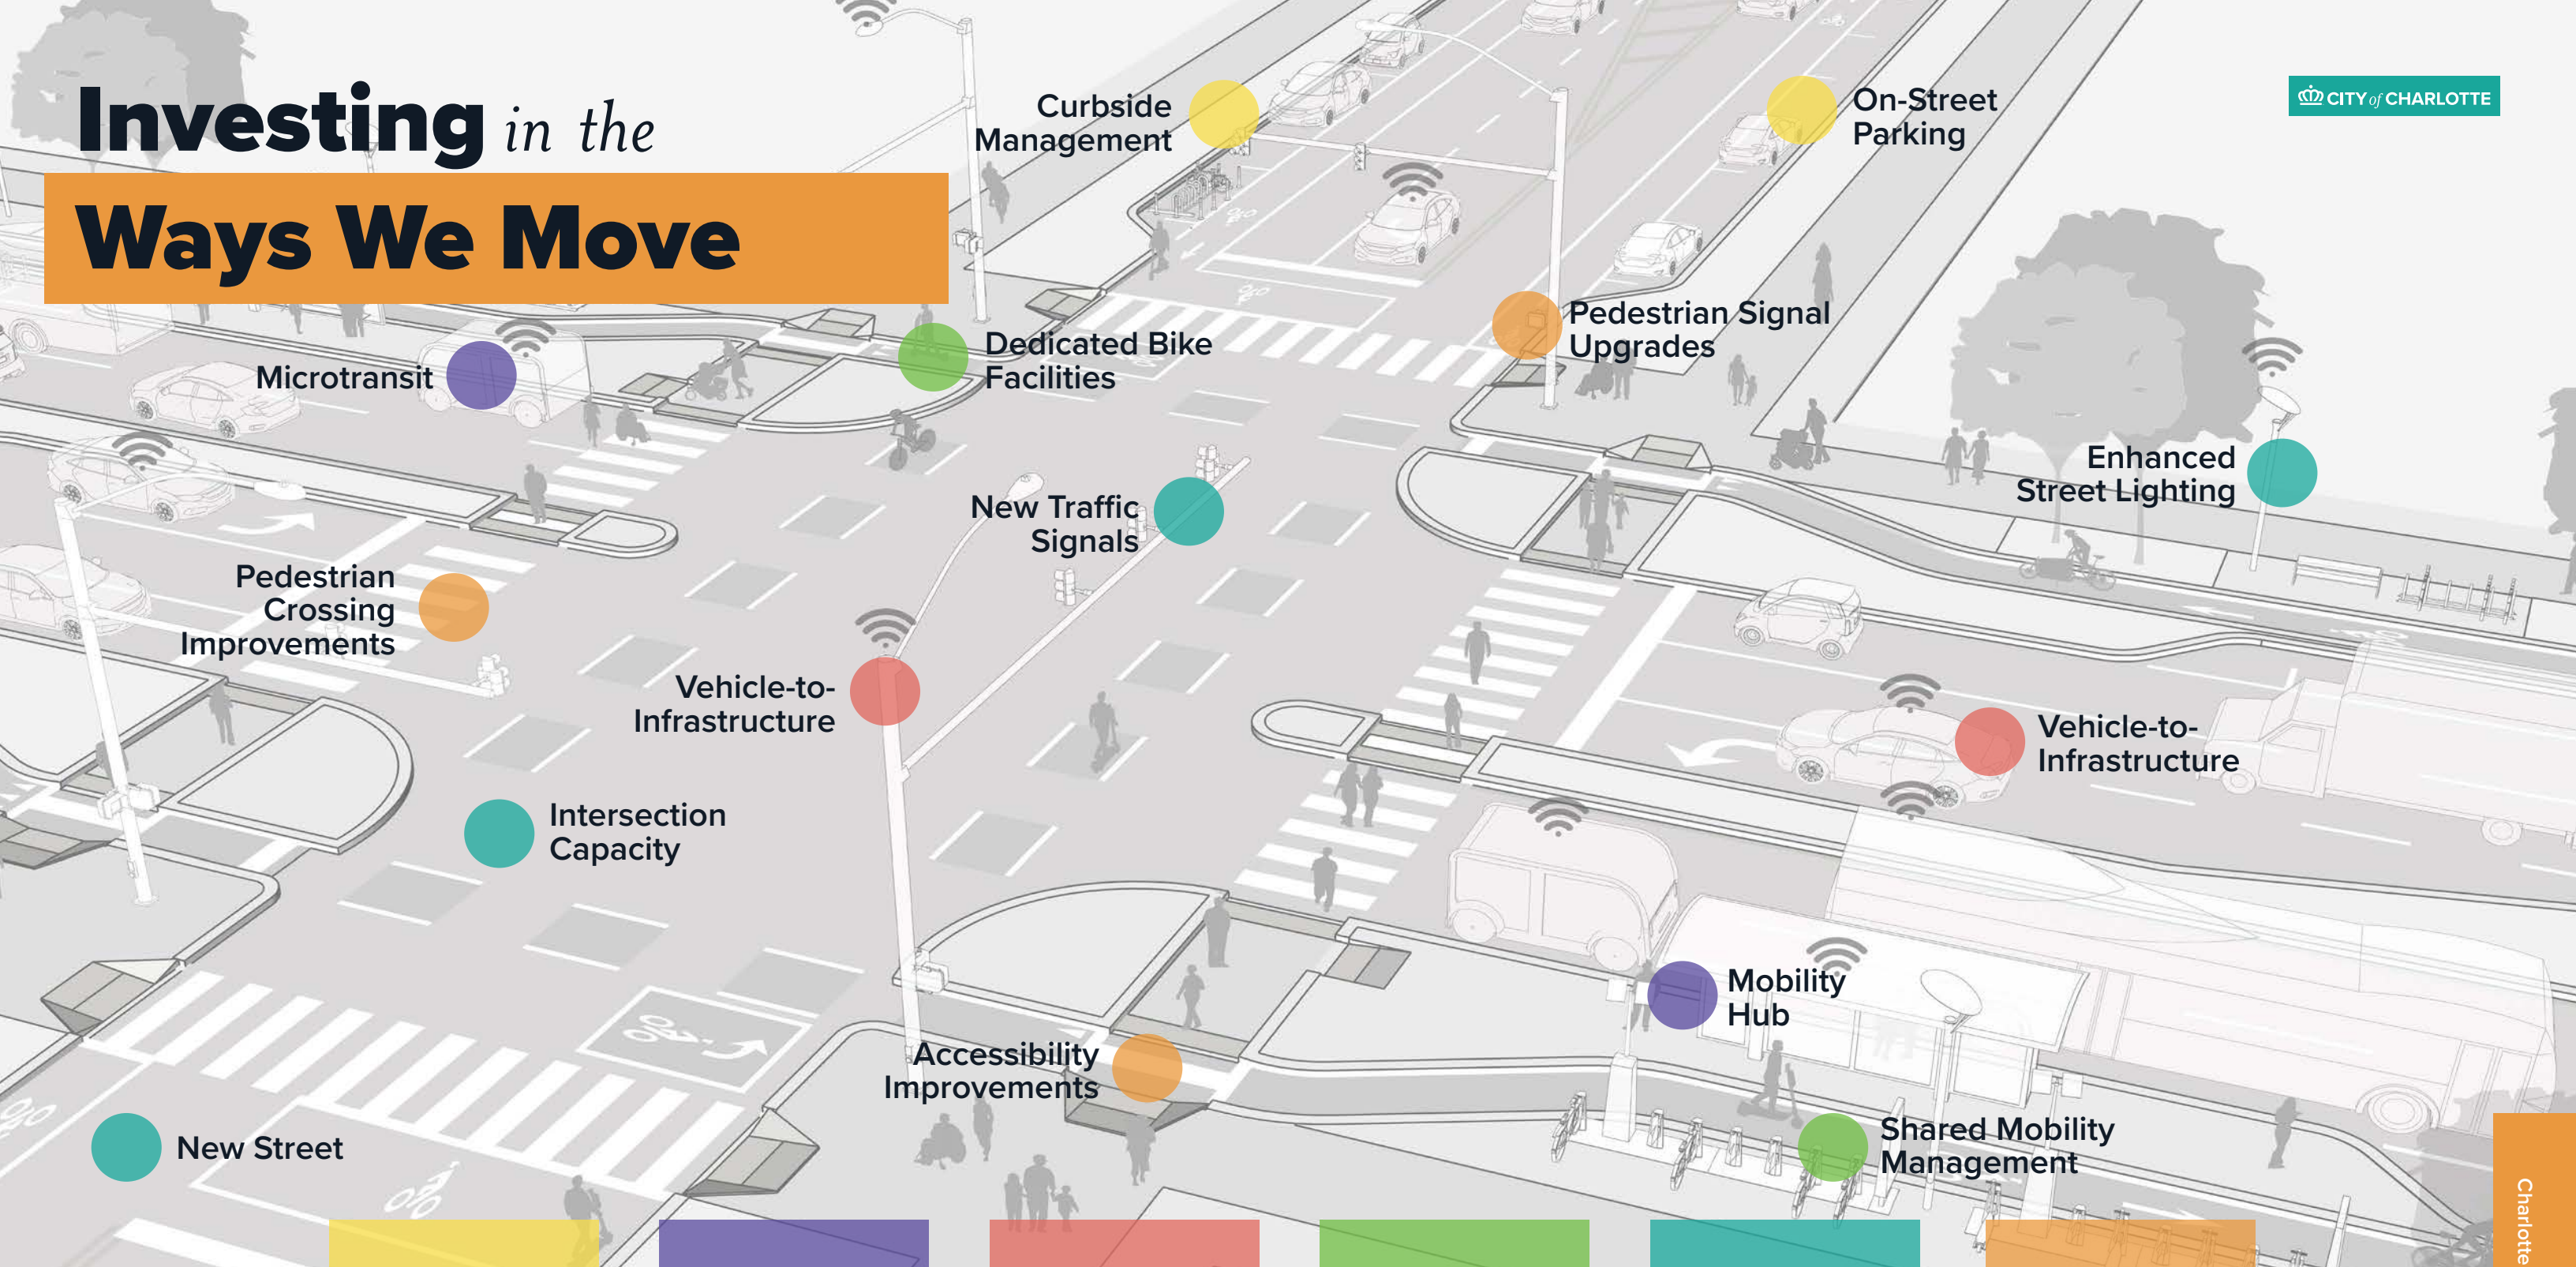 Investing in the
Ways We Move
CITY of CHARLOTTE
Curbside
Management
On-Street
Parking
Pedestrian Signal
Upgrades
Dedicated Bike
Facilities
Microtransit
Enhanced
Street Lighting
New Traffic
Signals
Pedestrian
Crossing
Improvements
Vehicle-to-
Infrastructure
Vehicle-to-
Infrastructure
Intersection
Capacity
Mobility
Hub
Accessibility
Improvements
Shared Mobility
Management
New Street
Charlotte